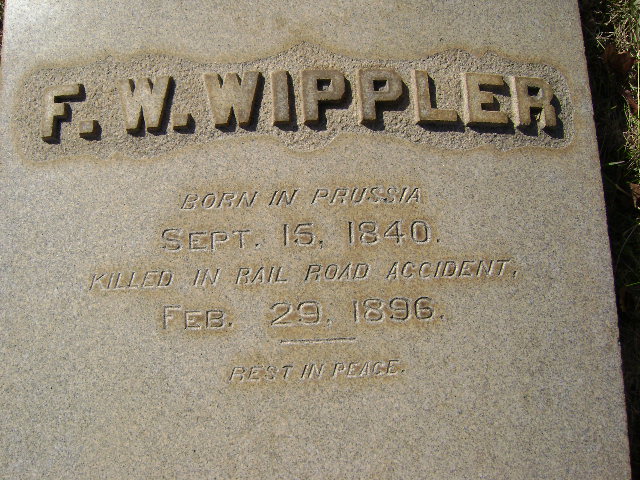 F. W. WIPPLER
BORN IN PRUSSIA
SEPT. 15, 1840.
KILLED IN RAIL ROAD ACCIDENT,
FEB. 29, 1896.
REST IN PEACE.